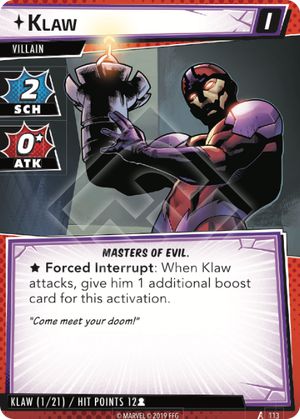 KLAW
I
VILLAIN
2
SCH
0*
ATK
MASTERS OF EVIL.
★ Forced Interrupt: When Klaw
attacks, give him 1 additional boost
card for this activation.
"Come meet your doom!"
KLAW (1/21) / HIT POINTS 12
© MARVEL © 2019 FFG
113